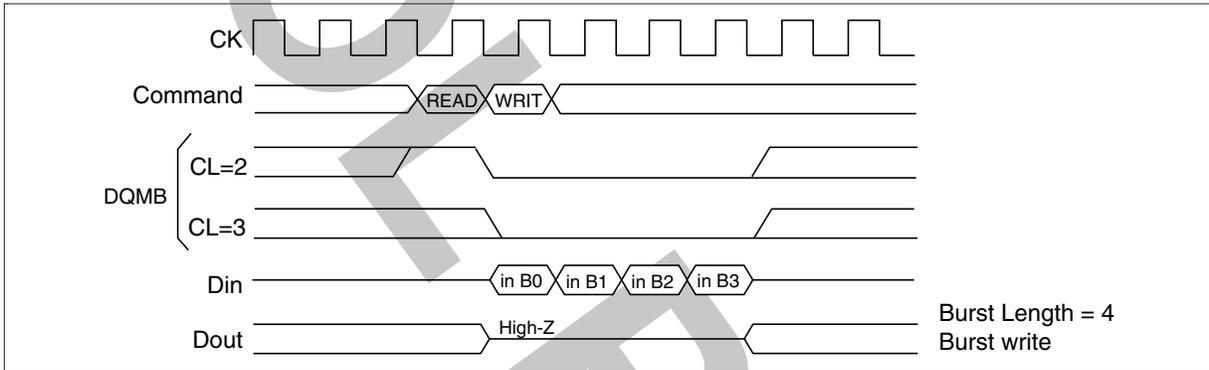 CK
Command READ WRIT
CL=2
DQMB
CL=3
Din in B0 in B1 in B2 in B3
High-Z
Dout
Burst Length = 4
Burst write